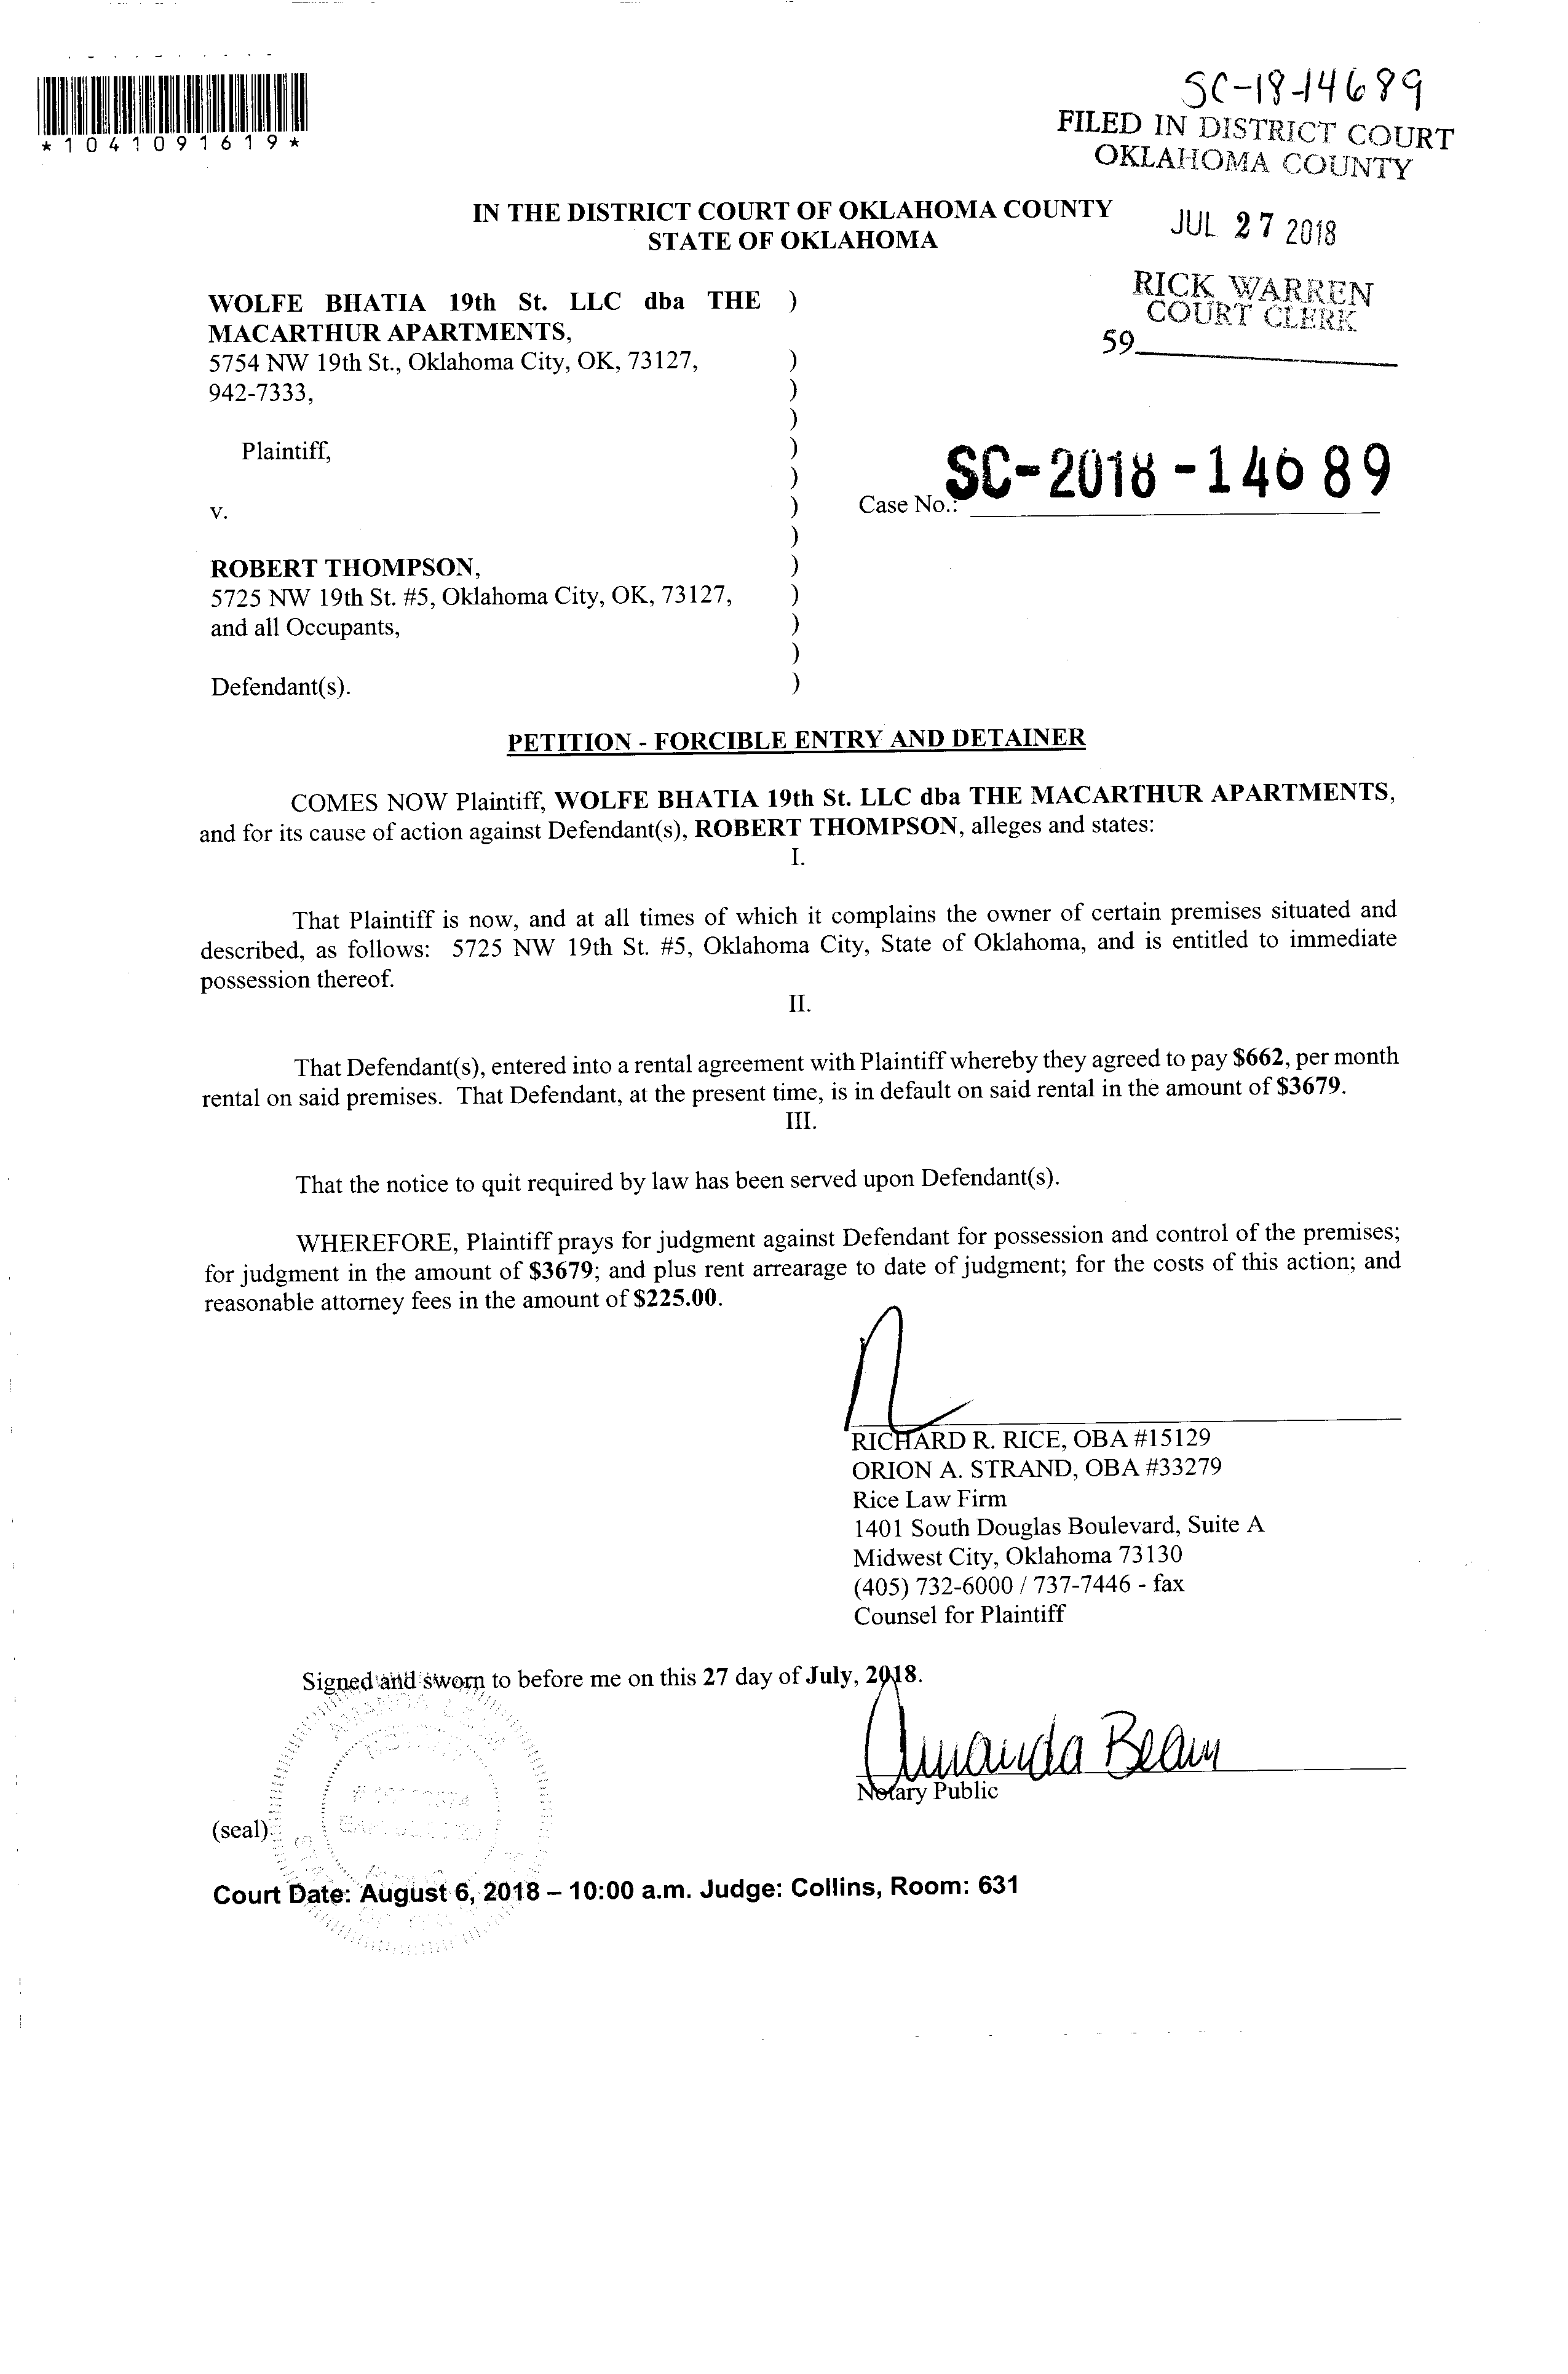 *1041091619*
SC-18-14689
FILED IN DISTRICT COURT
OKLAHOMA COUNTY
IN THE DISTRICT COURT OF OKLAHOMA COUNTY
STATE OF OKLAHOMA
JUL 27 2018
RICK WARREN
COURT CLERK
59
WOLFE BHATIA 19th St. LLC dba THE )
MACARTHUR APARTMENTS,
5754 NW 19th St., Oklahoma City, OK, 73127, )
942-7333, )
)
Plaintiff, )
)
v. )
Case No.: SC-2018-14689
)
ROBERT THOMPSON, )
5725 NW 19th St. #5, Oklahoma City, OK, 73127, )
and all Occupants, )
)
Defendant(s). )
PETITION - FORCIBLE ENTRY AND DETAINER
COMES NOW Plaintiff, WOLFE BHATIA 19th St. LLC dba THE MACARTHUR APARTMENTS,
and for its cause of action against Defendant(s), ROBERT THOMPSON, alleges and states:
I.
That Plaintiff is now, and at all times of which it complains the owner of certain premises situated and
described, as follows: 5725 NW 19th St. #5, Oklahoma City, State of Oklahoma, and is entitled to immediate
possession thereof.
II.
That Defendant(s), entered into a rental agreement with Plaintiff whereby they agreed to pay $662, per month
rental on said premises. That Defendant, at the present time, is in default on said rental in the amount of $3679.
III.
That the notice to quit required by law has been served upon Defendant(s).
WHEREFORE, Plaintiff prays for judgment against Defendant for possession and control of the premises;
for judgment in the amount of $3679; and plus rent arrearage to date of judgment; for the costs of this action; and
reasonable attorney fees in the amount of $225.00.
RICHARD R. RICE, OBA #15129
ORION A. STRAND, OBA #33279
Rice Law Firm
1401 South Douglas Boulevard, Suite A
Midwest City, Oklahoma 73130
(405) 732-6000 / 737-7446 - fax
Counsel for Plaintiff
Signed and sworn to before me on this 27 day of July, 2018.
Amanda Beam
Notary Public
(seal)
Court Date: August 6, 2018 – 10:00 a.m. Judge: Collins, Room: 631